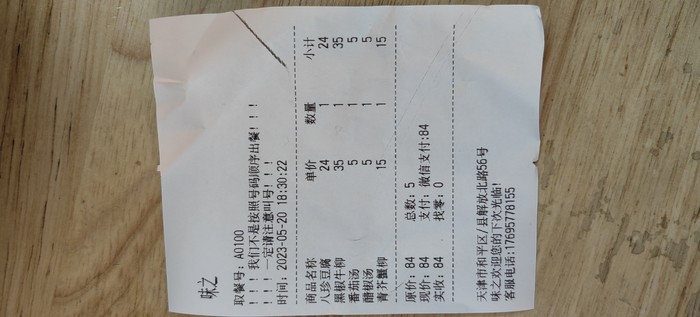 味之
取餐号: A0100
! ! ! 我们不是按照号码顺序出餐! ! !
! ! ! 一定请注意叫号! ! !
时间: 2023-05-20 18:30:22
商品名称 单价 数量 小计
八珍豆腐 24 1 24
黑椒牛柳 35 1 35
番茄汤 5 1 5
醋椒汤 5 1 5
青芥蟹柳 15 1 15
原价: 84 总数: 5
现价: 84 支付: 微信支付:84
实收: 84 找零: 0
天津市和平区/县解放北路56号
味之欢迎您的下次光临!
客服电话:17695778155